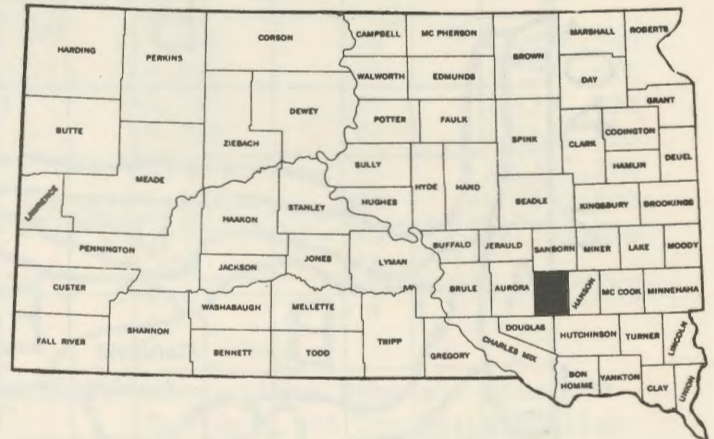 HARDING
PERKINS
CORSON
CAMPBELL
MC PHERSON
BROWN
MARSHALL
ROBERTS
WALWORTH
EDMUNDS
DAY
DEWEY
GRANT
BUTTE
ZIEBACH
POTTER
FAULK
SPINK
CLARK
CODINGTON
DEUEL
HAMLIN
MEADE
SULLY
HYDE
HAND
LAWRENCE
HAAKON
STANLEY
HUGHES
BEADLE
KINGSBURY
BROOKINGS
PENNINGTON
JACKSON
JONES
LYMAN
BUFFALO
JERAULD
SANBORN
MINER
LAKE
MOODY
CUSTER
BRULE
AURORA
HANSON
MC COOK
MINNEHAHA
WASHABAUGH
MELLETTE
FALL RIVER
SHANNON
BENNETT
TODD
TRIPP
GREGORY
CHARLES MIX
DOUGLAS
HUTCHINSON
TURNER
LINCOLN
BON
HOMME
YANKTON
CLAY
UNION